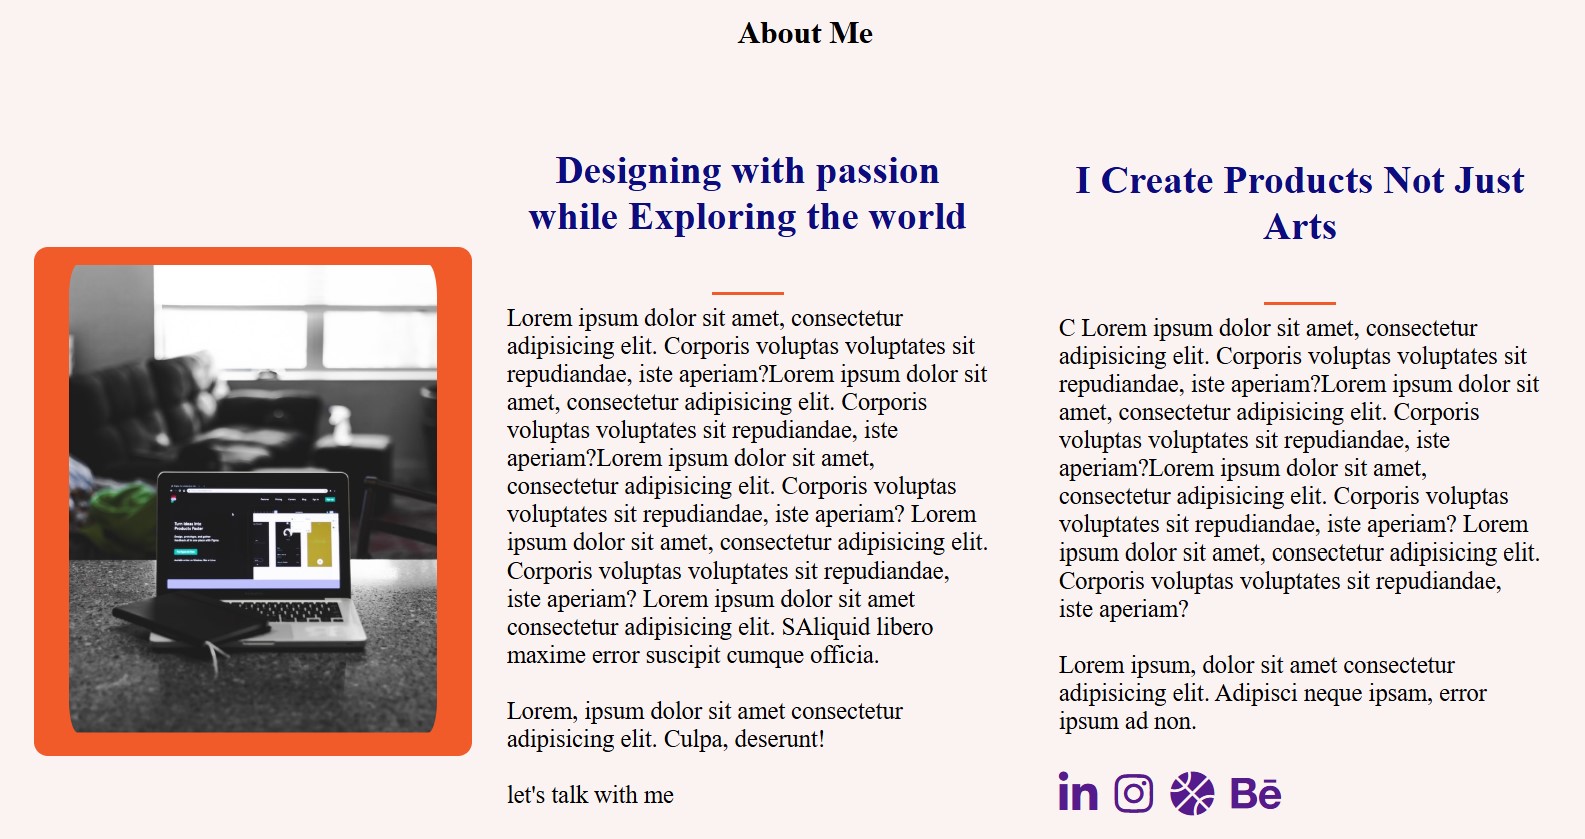 About Me
Designing with passion
while Exploring the world
Lorem ipsum dolor sit amet, consectetur
adipisicing elit. Corporis voluptas voluptates sit
repudiandae, iste aperiam?Lorem ipsum dolor sit
amet, consectetur adipisicing elit. Corporis
voluptas voluptates sit repudiandae, iste
aperiam?Lorem ipsum dolor sit amet,
consectetur adipisicing elit. Corporis voluptas
voluptates sit repudiandae, iste aperiam? Lorem
ipsum dolor sit amet, consectetur adipisicing elit.
Corporis voluptas voluptates sit repudiandae,
iste aperiam? Lorem ipsum dolor sit amet
consectetur adipisicing elit. SAliquid libero
maxime error suscipit cumque officia.
Lorem, ipsum dolor sit amet consectetur
adipisicing elit. Culpa, deserunt!
let's talk with me
I Create Products Not Just
Arts
C Lorem ipsum dolor sit amet, consectetur
adipisicing elit. Corporis voluptas voluptates sit
repudiandae, iste aperiam?Lorem ipsum dolor sit
amet, consectetur adipisicing elit. Corporis
voluptas voluptates sit repudiandae, iste
aperiam?Lorem ipsum dolor sit amet,
consectetur adipisicing elit. Corporis voluptas
voluptates sit repudiandae, iste aperiam? Lorem
ipsum dolor sit amet, consectetur adipisicing elit.
Corporis voluptas voluptates sit repudiandae,
iste aperiam?
Lorem ipsum, dolor sit amet consectetur
adipisicing elit. Adipisci neque ipsam, error
ipsum ad non.
in Bē
Turn ideas into
Products Faster